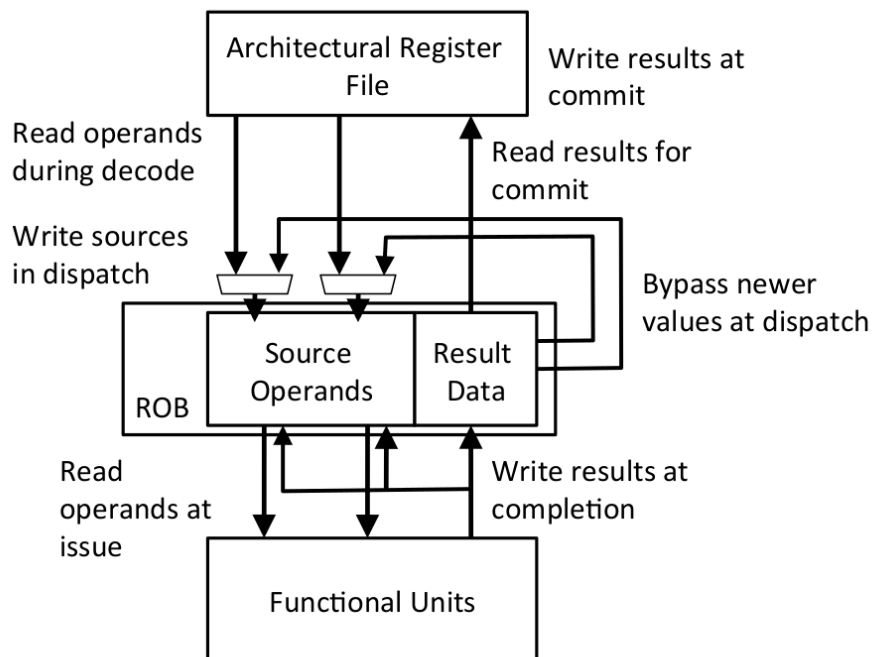 Architectural Register
File
Write results at
commit
Read operands
during decode
Read results for
commit
Write sources
in dispatch
Bypass newer
values at dispatch
Source
Operands
Result
Data
ROB
Read
operands at
issue
Write results at
completion
Functional Units